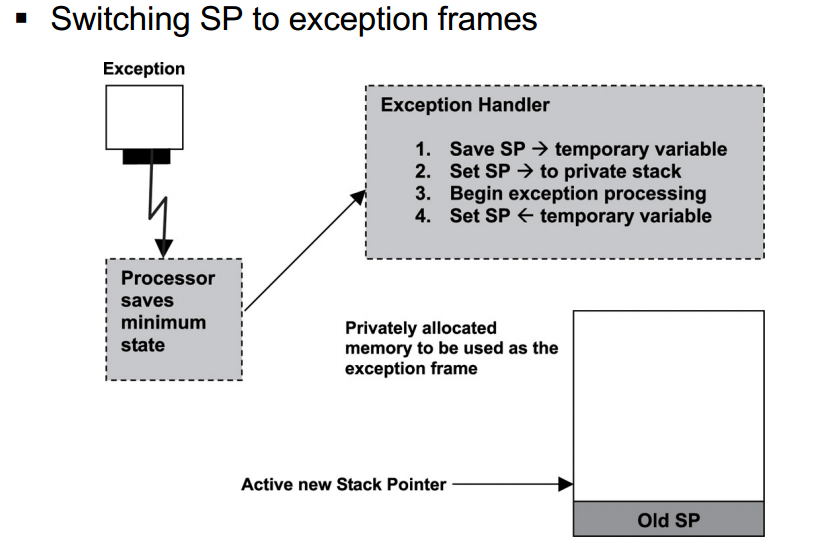 ▪ Switching SP to exception frames
Exception
Exception Handler
1. Save SP → temporary variable
2. Set SP → to private stack
3. Begin exception processing
4. Set SP ← temporary variable
Processor
saves
minimum
state
Privately allocated
memory to be used as the
exception frame
Active new Stack Pointer
Old SP